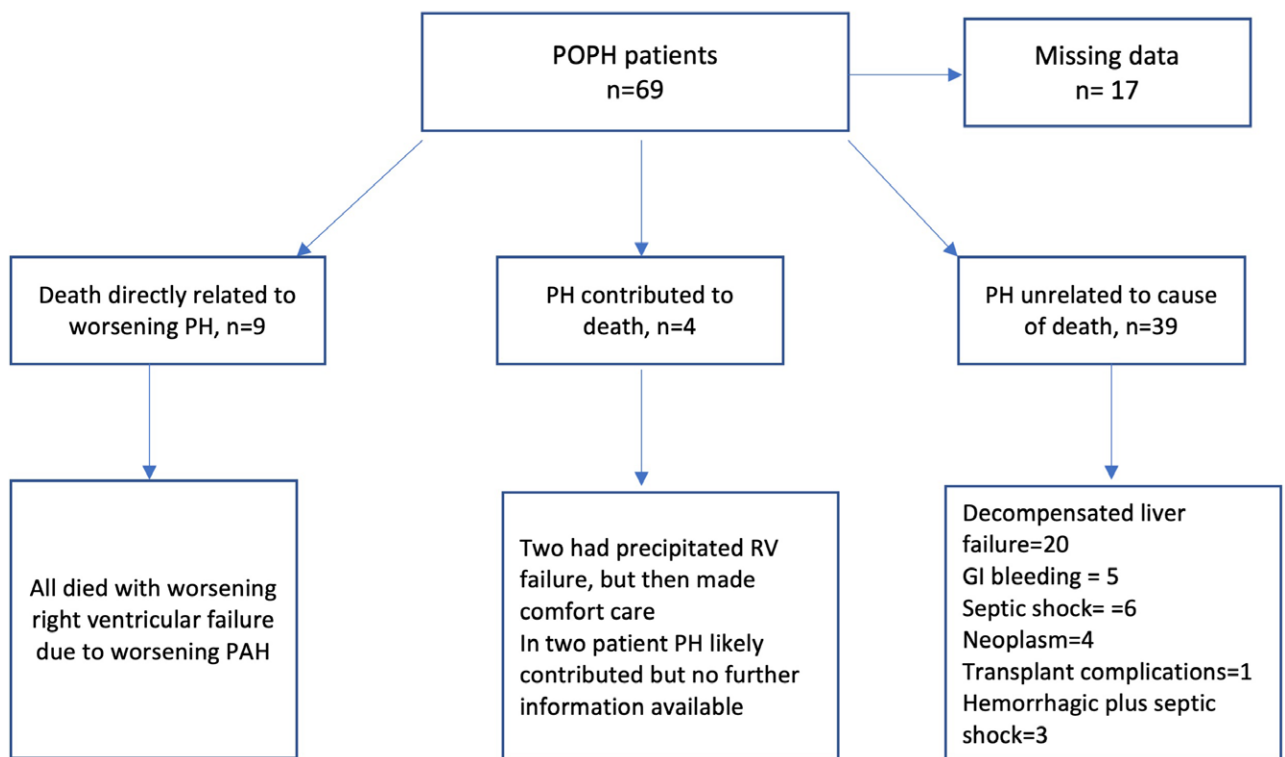 POPH patients
n=69
Missing data
n= 17
Death directly related to
worsening PH, n=9
PH contributed to
death, n=4
PH unrelated to cause
of death, n=39
All died with worsening
right ventricular failure
due to worsening PAH
Two had precipitated RV
failure, but then made
comfort care
In two patient PH likely
contributed but no further
information available
Decompensated liver
failure=20
GI bleeding = 5
Septic shock= =6
Neoplasm=4
Transplant complications=1
Hemorrhagic plus septic
shock=3